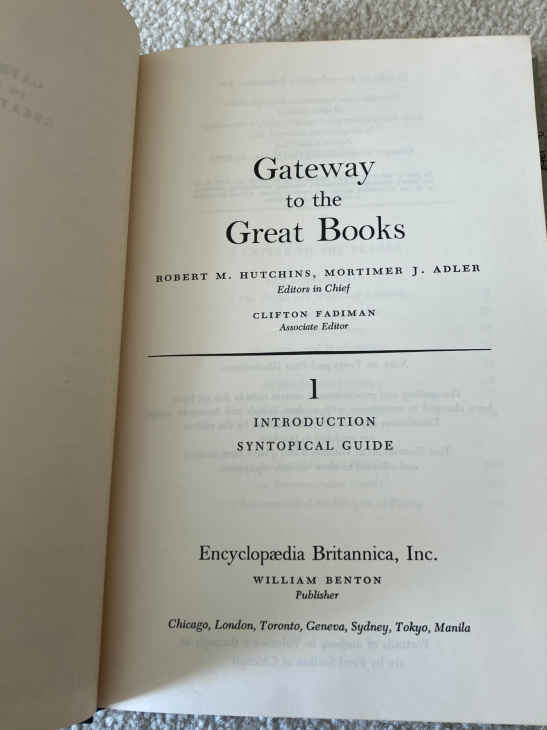 Gateway
to the
Great Books
ROBERT M. HUTCHINS, MORTIMER J. ADLER
Editors in Chief
CLIFTON FADIMAN
Associate Editor
1
INTRODUCTION
SYNTOPICAL GUIDE
Encyclopædia Britannica, Inc.
WILLIAM BENTON
Publisher
Chicago, London, Toronto, Geneva, Sydney, Tokyo, Manila